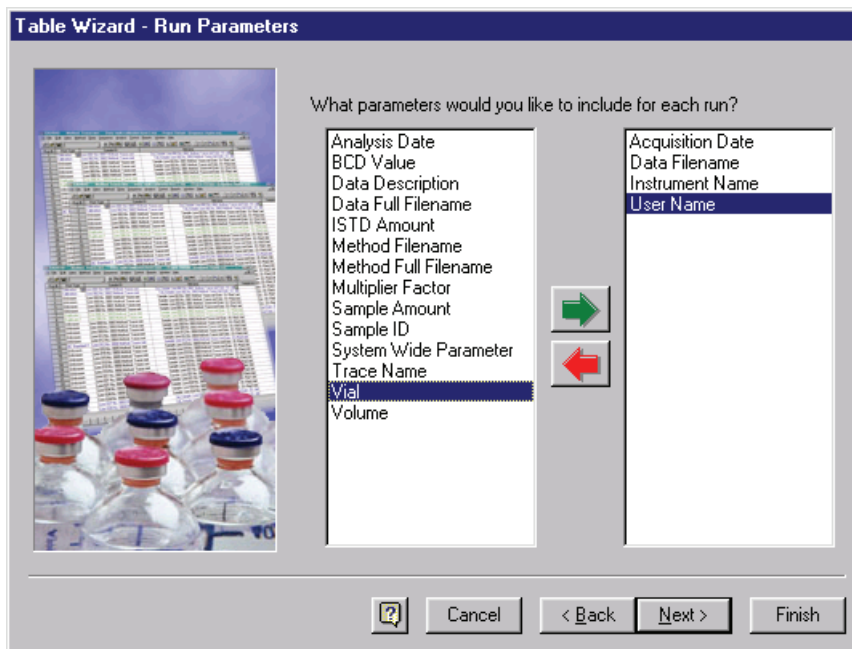 Table Wizard - Run Parameters
What parameters would you like to include for each run?
Analysis Date
BCD Value
Data Description
Data Full Filename
ISTD Amount
Method Filename
Method Full Filename
Multiplier Factor
Sample Amount
Sample ID
System Wide Parameter
Trace Name
Vial
Volume
Acquisition Date
Data Filename
Instrument Name
User Name
? Cancel < Back Next > Finish